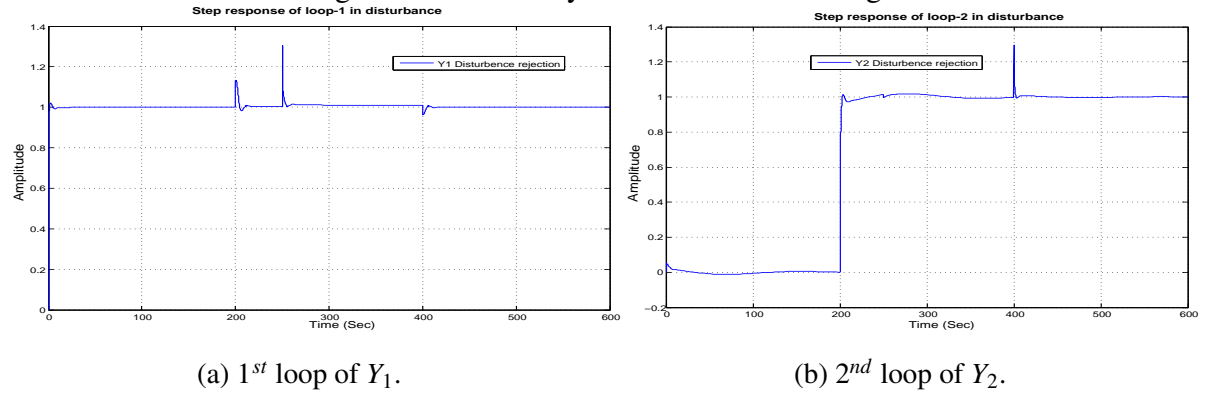 Step response of loop-1 in disturbance
1.4
1.2
1
0.8
0.6
0.4
0.2
0
Amplitude
Y1 Disturbence rejection
0 100 200 300 400 500 600
Time (Sec)
(a) 1st loop of Y1.
Step response of loop-2 in disturbance
1.4
1.2
1
0.8
0.6
0.4
0.2
0
−0.2
Amplitude
Y2 Disturbence rejection
0 100 200 300 400 500 600
Time (Sec)
(b) 2nd loop of Y2.